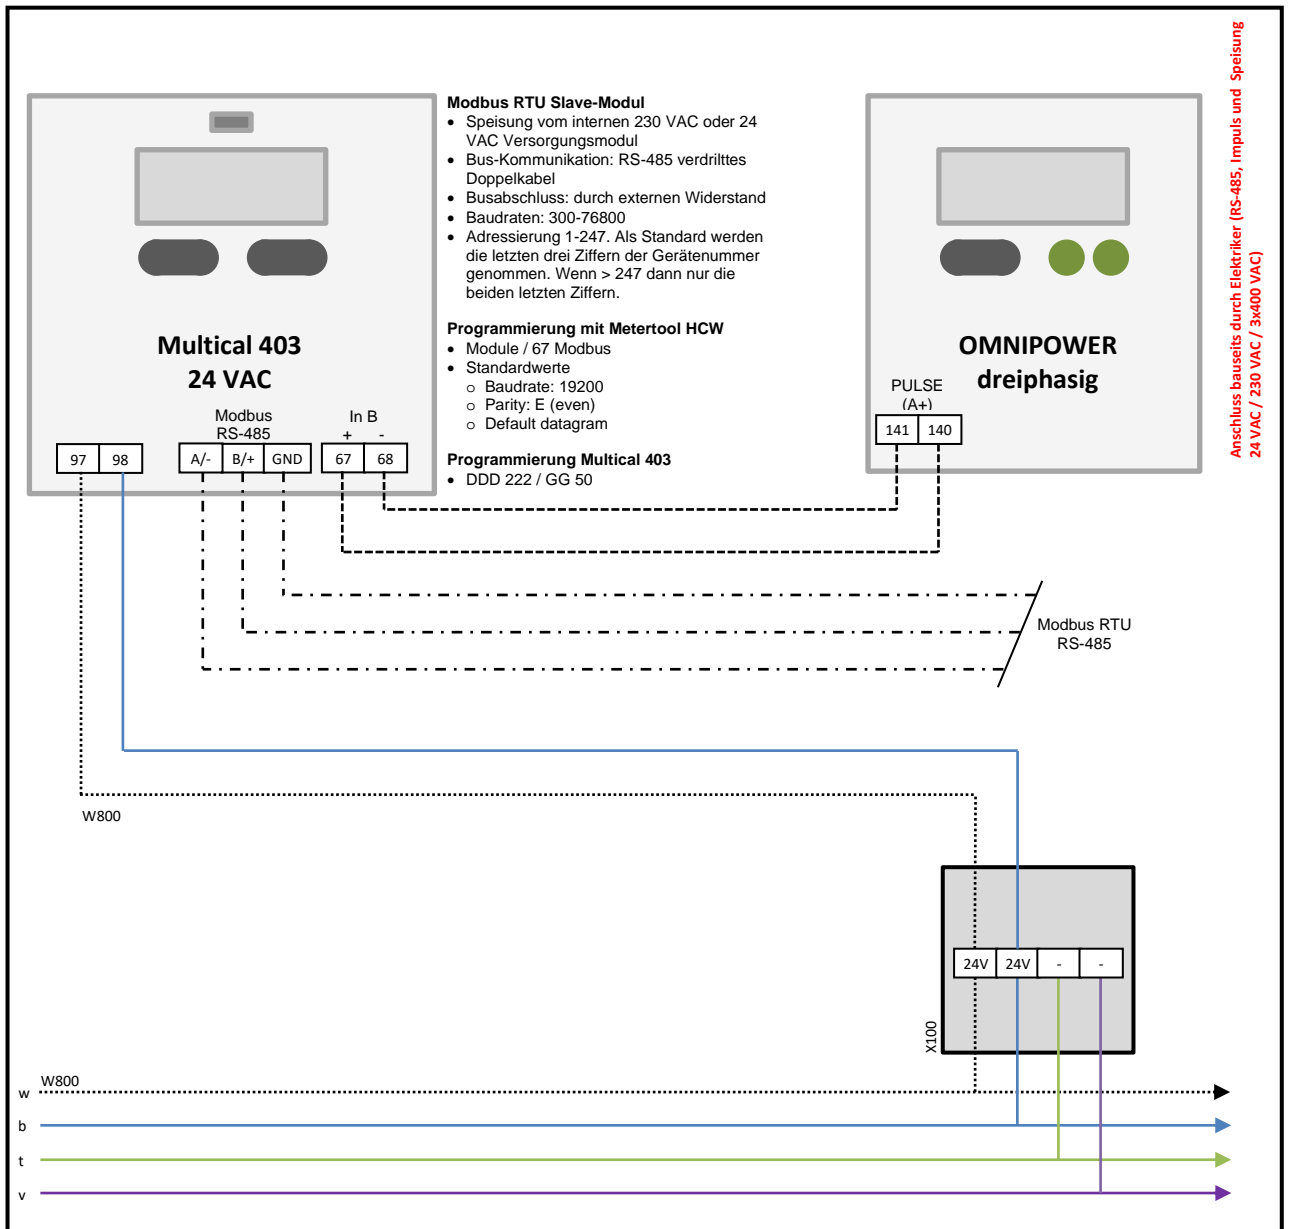 Modbus RTU Slave-Modul
• Speisung vom internen 230 VAC oder 24
VAC Versorgungsmodul
• Bus-Kommunikation: RS-485 verdrilttes
Doppelkabel
• Busabschluss: durch externen Widerstand
• Baudraten: 300-76800
• Adressierung 1-247. Als Standard werden
die letzten drei Ziffern der Gerätenummer
genommen. Wenn > 247 dann nur die
beiden letzten Ziffern.
Programmierung mit Metertool HCW
• Module / 67 Modbus
• Standardwerte
o Baudrate: 19200
o Parity: E (even)
o Default datagram
Programmierung Multical 403
• DDD 222 / GG 50
Multical 403
24 VAC
Modbus
RS-485
In B
+ -
97 98 A/- B/+ GND 67 68
OMNIPOWER
dreiphasig
PULSE
(A+)
141 140
Anschluss bauseits durch Elektriker (RS-485, Impuls und Speisung
24 VAC / 230 VAC / 3x400 VAC)
Modbus RTU
RS-485
W800
24V 24V - -
X100
W800
w
b
t
v